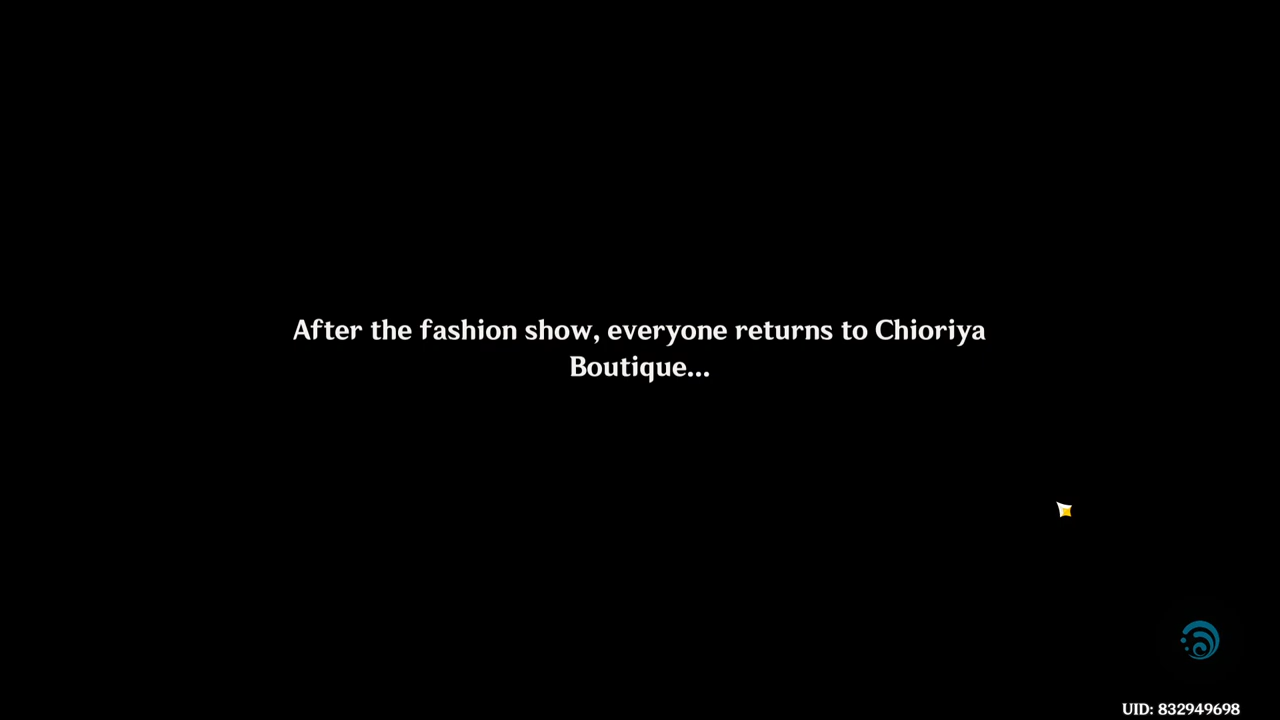 After the fashion show, everyone returns to Chioriya
Boutique...
UID: 832949698